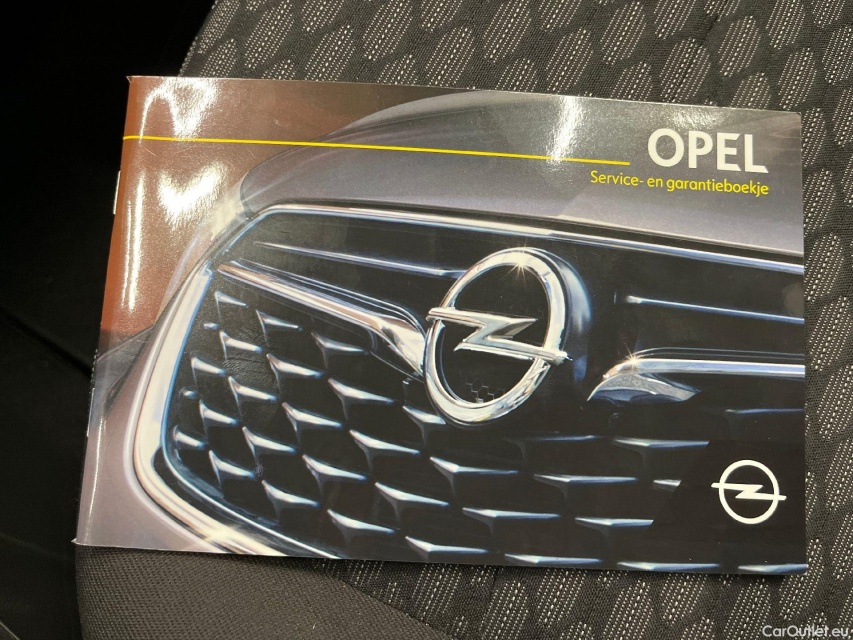 OPEL
Service- en garantieboekje
CarOutlet.eu